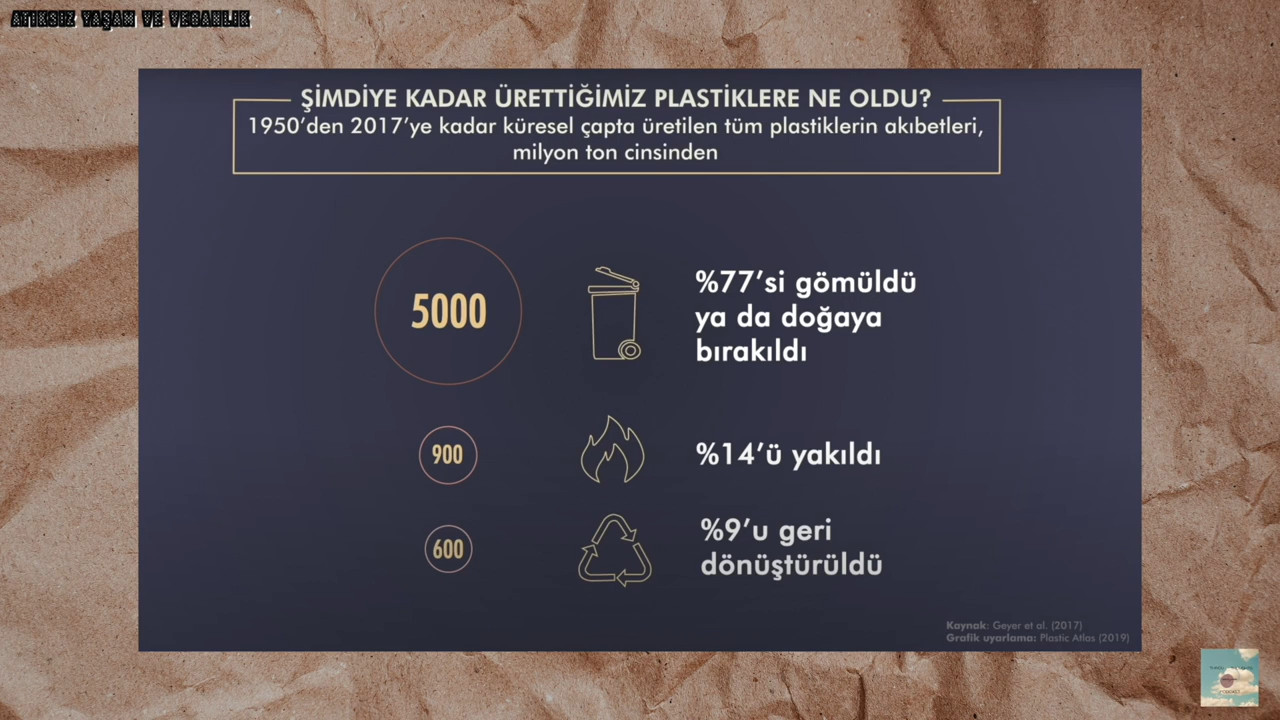 ATIKSIZ YAŞAM VE VEGANLIK
ŞİMDİYE KADAR ÜRETTİĞİMİZ PLASTİKLERE NE OLDU?
1950’den 2017’ye kadar küresel çapta üretilen tüm plastiklerin akıbetleri,
milyon ton cinsinden
5000
%77’si gömüldü
ya da doğaya
bırakıldı
900
%14’ü yakıldı
600
%9’u geri
dönüştürüldü
Kaynak: Geyer et al. (2017)
Grafik uyarlama: Plastic Atlas (2019)